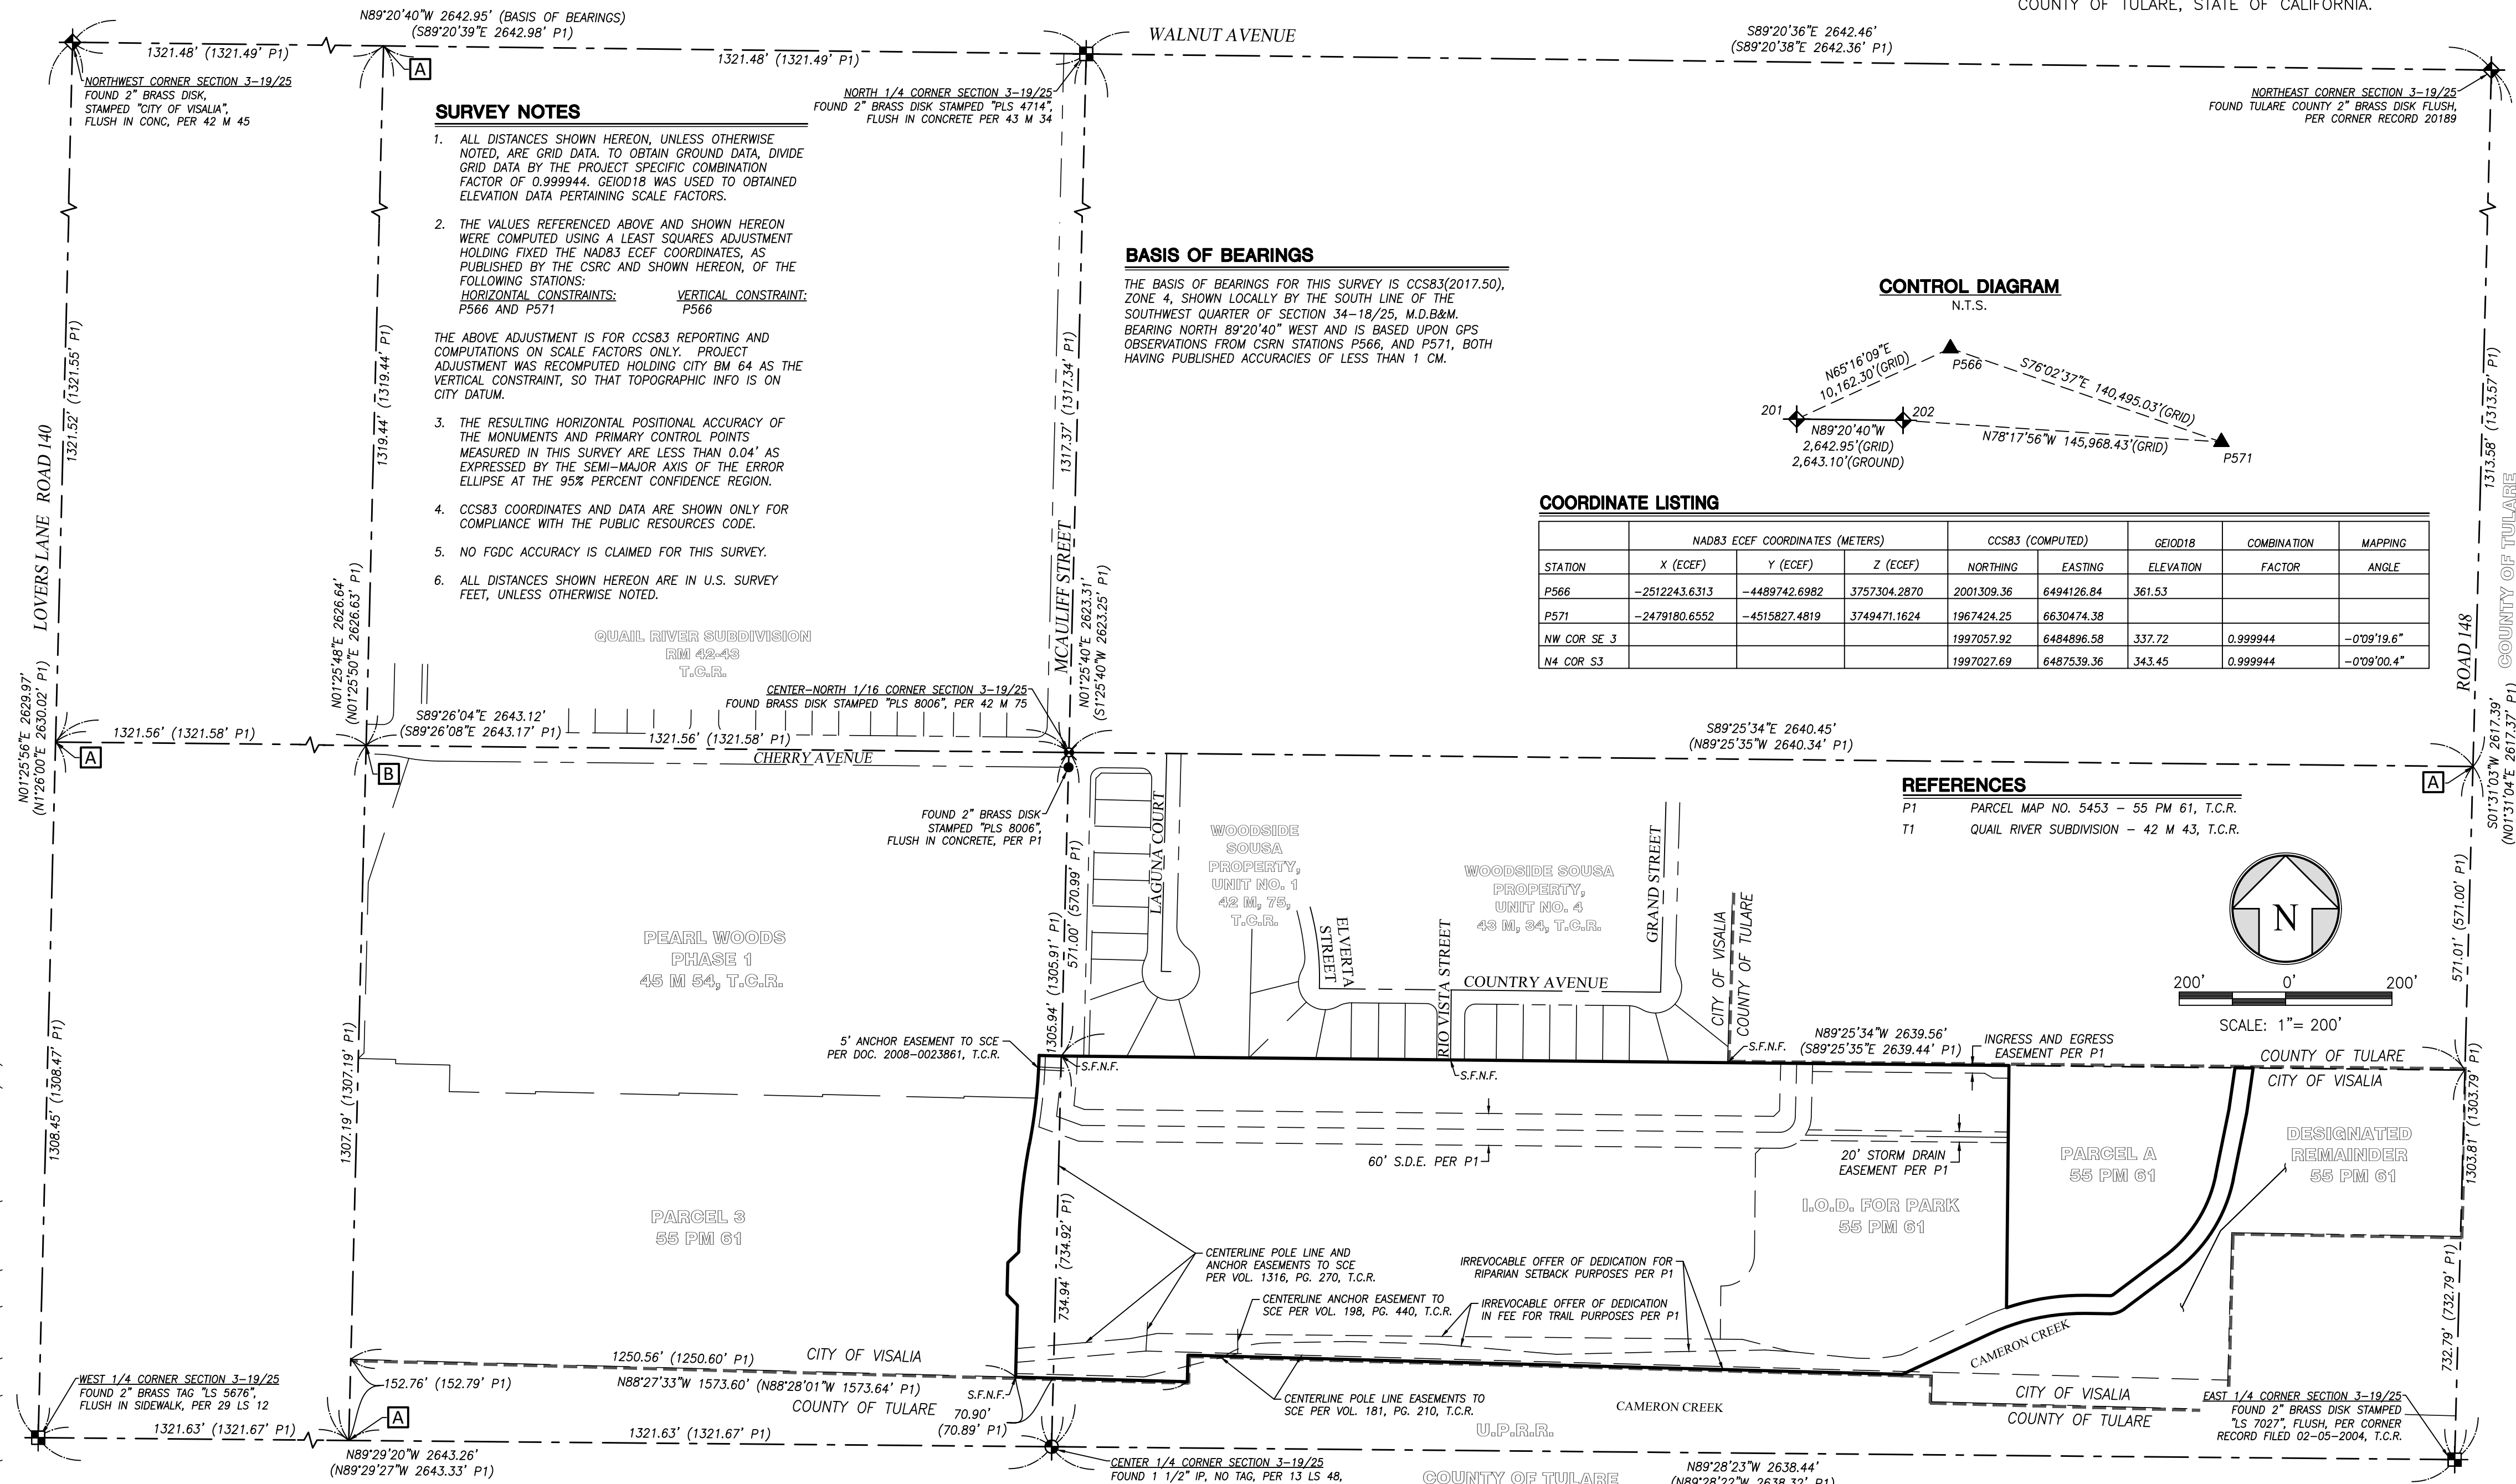 COUNTY OF TULARE, STATE OF CALIFORNIA.
N89°20'40"W 2642.95' (BASIS OF BEARINGS)
(S89°20'39"E 2642.98' P1)
1321.48' (1321.49' P1)
A
1321.48' (1321.49' P1)
WALNUT AVENUE
S89°20'36"E 2642.46'
(S89°20'38"E 2642.36' P1)
NORTHWEST CORNER SECTION 3-19/25
FOUND 2" BRASS DISK,
STAMPED "CITY OF VISALIA",
FLUSH IN CONC, PER 42 M 45
NORTH 1/4 CORNER SECTION 3-19/25
FOUND 2" BRASS DISK STAMPED "PLS 4714",
FLUSH IN CONCRETE PER 43 M 34
NORTHEAST CORNER SECTION 3-19/25
FOUND TULARE COUNTY 2" BRASS DISK FLUSH,
PER CORNER RECORD 20189
SURVEY NOTES
1. ALL DISTANCES SHOWN HEREON, UNLESS OTHERWISE
NOTED, ARE GRID DATA. TO OBTAIN GROUND DATA, DIVIDE
GRID DATA BY THE PROJECT SPECIFIC COMBINATION
FACTOR OF 0.999944. GEIOD18 WAS USED TO OBTAINED
ELEVATION DATA PERTAINING SCALE FACTORS.
2. THE VALUES REFERENCED ABOVE AND SHOWN HEREON
WERE COMPUTED USING A LEAST SQUARES ADJUSTMENT
HOLDING FIXED THE NAD83 ECEF COORDINATES, AS
PUBLISHED BY THE CSRC AND SHOWN HEREON, OF THE
FOLLOWING STATIONS:
HORIZONTAL CONSTRAINTS: VERTICAL CONSTRAINT:
P566 AND P571 P566
THE ABOVE ADJUSTMENT IS FOR CCS83 REPORTING AND
COMPUTATIONS ON SCALE FACTORS ONLY. PROJECT
ADJUSTMENT WAS RECOMPUTED HOLDING CITY BM 64 AS THE
VERTICAL CONSTRAINT, SO THAT TOPOGRAPHIC INFO IS ON
CITY DATUM.
3. THE RESULTING HORIZONTAL POSITIONAL ACCURACY OF
THE MONUMENTS AND PRIMARY CONTROL POINTS
MEASURED IN THIS SURVEY ARE LESS THAN 0.04' AS
EXPRESSED BY THE SEMI-MAJOR AXIS OF THE ERROR
ELLIPSE AT THE 95% PERCENT CONFIDENCE REGION.
4. CCS83 COORDINATES AND DATA ARE SHOWN ONLY FOR
COMPLIANCE WITH THE PUBLIC RESOURCES CODE.
5. NO FGDC ACCURACY IS CLAIMED FOR THIS SURVEY.
6. ALL DISTANCES SHOWN HEREON ARE IN U.S. SURVEY
FEET, UNLESS OTHERWISE NOTED.
BASIS OF BEARINGS
THE BASIS OF BEARINGS FOR THIS SURVEY IS CCS83(2017.50),
ZONE 4, SHOWN LOCALLY BY THE SOUTH LINE OF THE
SOUTHWEST QUARTER OF SECTION 34-18/25, M.D.B&M.
BEARING NORTH 89°20'40" WEST AND IS BASED UPON GPS
OBSERVATIONS FROM CSRN STATIONS P566, AND P571, BOTH
HAVING PUBLISHED ACCURACIES OF LESS THAN 1 CM.
CONTROL DIAGRAM
N.T.S.
N65°16'09"E
10,162.30'(GRID)
P566
S76°02'37"E 140,495.03'(GRID)
201
202
N89°20'40"W
2,642.95'(GRID)
2,643.10'(GROUND)
N78°17'56"W 145,968.43'(GRID)
P571
COORDINATE LISTING
NAD83 ECEF COORDINATES (METERS) CCS83 (COMPUTED) GEIOD18 COMBINATION MAPPING
STATION X (ECEF) Y (ECEF) Z (ECEF) NORTHING EASTING ELEVATION FACTOR ANGLE
P566 -2512243.6313 -4489742.6982 3757304.2870 2001309.36 6494126.84 361.53
P571 -2479180.6552 -4515827.4819 3749471.1624 1967424.25 6630474.38
NW COR SE 3 1997057.92 6484896.58 337.72 0.999944 -0°09'19.6"
N4 COR S3 1997027.69 6487539.36 343.45 0.999944 -0°09'00.4"
LOVERS LANE ROAD 140
1321.52' (1321.55' P1)
1319.44' (1319.44' P1)
1317.37' (1317.34' P1)
1313.58' (1313.57' P1)
MCAULIFF STREET
ROAD 148
COUNTY OF TULARE
N01°25'56"E 2629.97'
(N1°26'00"E 2630.02' P1)
N01°25'48"E 2626.64'
(N01°25'50"E 2626.63' P1)
N01°25'40"E 2623.31'
(S1°25'40"W 2623.25' P1)
S01°31'03"W 2617.39'
(N01°31'04"E 2617.37' P1)
QUAIL RIVER SUBDIVISION
RM 42-43
T.C.R.
CENTER-NORTH 1/16 CORNER SECTION 3-19/25
FOUND BRASS DISK STAMPED "PLS 8006", PER 42 M 75
S89°26'04"E 2643.12'
(S89°26'08"E 2643.17' P1)
1321.56' (1321.58' P1)
1321.56' (1321.58' P1)
A
B
CHERRY AVENUE
S89°25'34"E 2640.45'
(N89°25'35"W 2640.34' P1)
A
REFERENCES
P1 PARCEL MAP NO. 5453 - 55 PM 61, T.C.R.
T1 QUAIL RIVER SUBDIVISION - 42 M 43, T.C.R.
FOUND 2" BRASS DISK
STAMPED "PLS 8006",
FLUSH IN CONCRETE, PER P1
LAGUNA COURT
WOODSIDE
SOUSA
PROPERTY,
UNIT NO. 1
42 M, 75,
T.C.R.
WOODSIDE SOUSA
PROPERTY,
UNIT NO. 4
43 M, 34, T.C.R.
ELVERTA
STREET
RIO VISTA STREET
GRAND STREET
COUNTRY AVENUE
CITY OF VISALIA
COUNTY OF TULARE
N
200' 0' 200'
SCALE: 1"= 200'
PEARL WOODS
PHASE 1
45 M 54, T.C.R.
1308.45' (1308.47' P1)
1307.19' (1307.19' P1)
1305.94' (1305.91' P1)
571.00' (570.99' P1)
571.01' (571.00' P1)
1303.81' (1303.79' P1)
5' ANCHOR EASEMENT TO SCE
PER DOC. 2008-0023861, T.C.R.
S.F.N.F.
S.F.N.F.
S.F.N.F.
N89°25'34"W 2639.56'
(S89°25'35"E 2639.44' P1)
INGRESS AND EGRESS
EASEMENT PER P1
COUNTY OF TULARE
CITY OF VISALIA
60' S.D.E. PER P1
20' STORM DRAIN
EASEMENT PER P1
PARCEL A
55 PM 61
DESIGNATED
REMAINDER
55 PM 61
I.O.D. FOR PARK
55 PM 61
PARCEL 3
55 PM 61
734.94' (734.92' P1)
732.79' (732.79' P1)
CENTERLINE POLE LINE AND
ANCHOR EASEMENTS TO SCE
PER VOL. 1316, PG. 270, T.C.R.
CENTERLINE ANCHOR EASEMENT TO
SCE PER VOL. 198, PG. 440, T.C.R.
IRREVOCABLE OFFER OF DEDICATION FOR
RIPARIAN SETBACK PURPOSES PER P1
IRREVOCABLE OFFER OF DEDICATION
IN FEE FOR TRAIL PURPOSES PER P1
CAMERON CREEK
1250.56' (1250.60' P1)
CITY OF VISALIA
152.76' (152.79' P1)
N88°27'33"W 1573.60' (N88°28'01"W 1573.64' P1)
COUNTY OF TULARE
S.F.N.F.
70.90'
(70.89' P1)
CENTERLINE POLE LINE EASEMENTS TO
SCE PER VOL. 181, PG. 210, T.C.R.
CAMERON CREEK
U.P.R.R.
CITY OF VISALIA
COUNTY OF TULARE
WEST 1/4 CORNER SECTION 3-19/25
FOUND 2" BRASS TAG "LS 5676",
FLUSH IN SIDEWALK, PER 29 LS 12
A
EAST 1/4 CORNER SECTION 3-19/25
FOUND 2" BRASS DISK STAMPED
"LS 7027", FLUSH, PER CORNER
RECORD FILED 02-05-2004, T.C.R.
1321.63' (1321.67' P1)
1321.63' (1321.67' P1)
N89°29'20"W 2643.26'
(N89°29'27"W 2643.33' P1)
CENTER 1/4 CORNER SECTION 3-19/25
FOUND 1 1/2" IP, NO TAG, PER 13 LS 48,
COUNTY OF TULARE
N89°28'23"W 2638.44'
(N89°28'22"W 2638.32' P1)